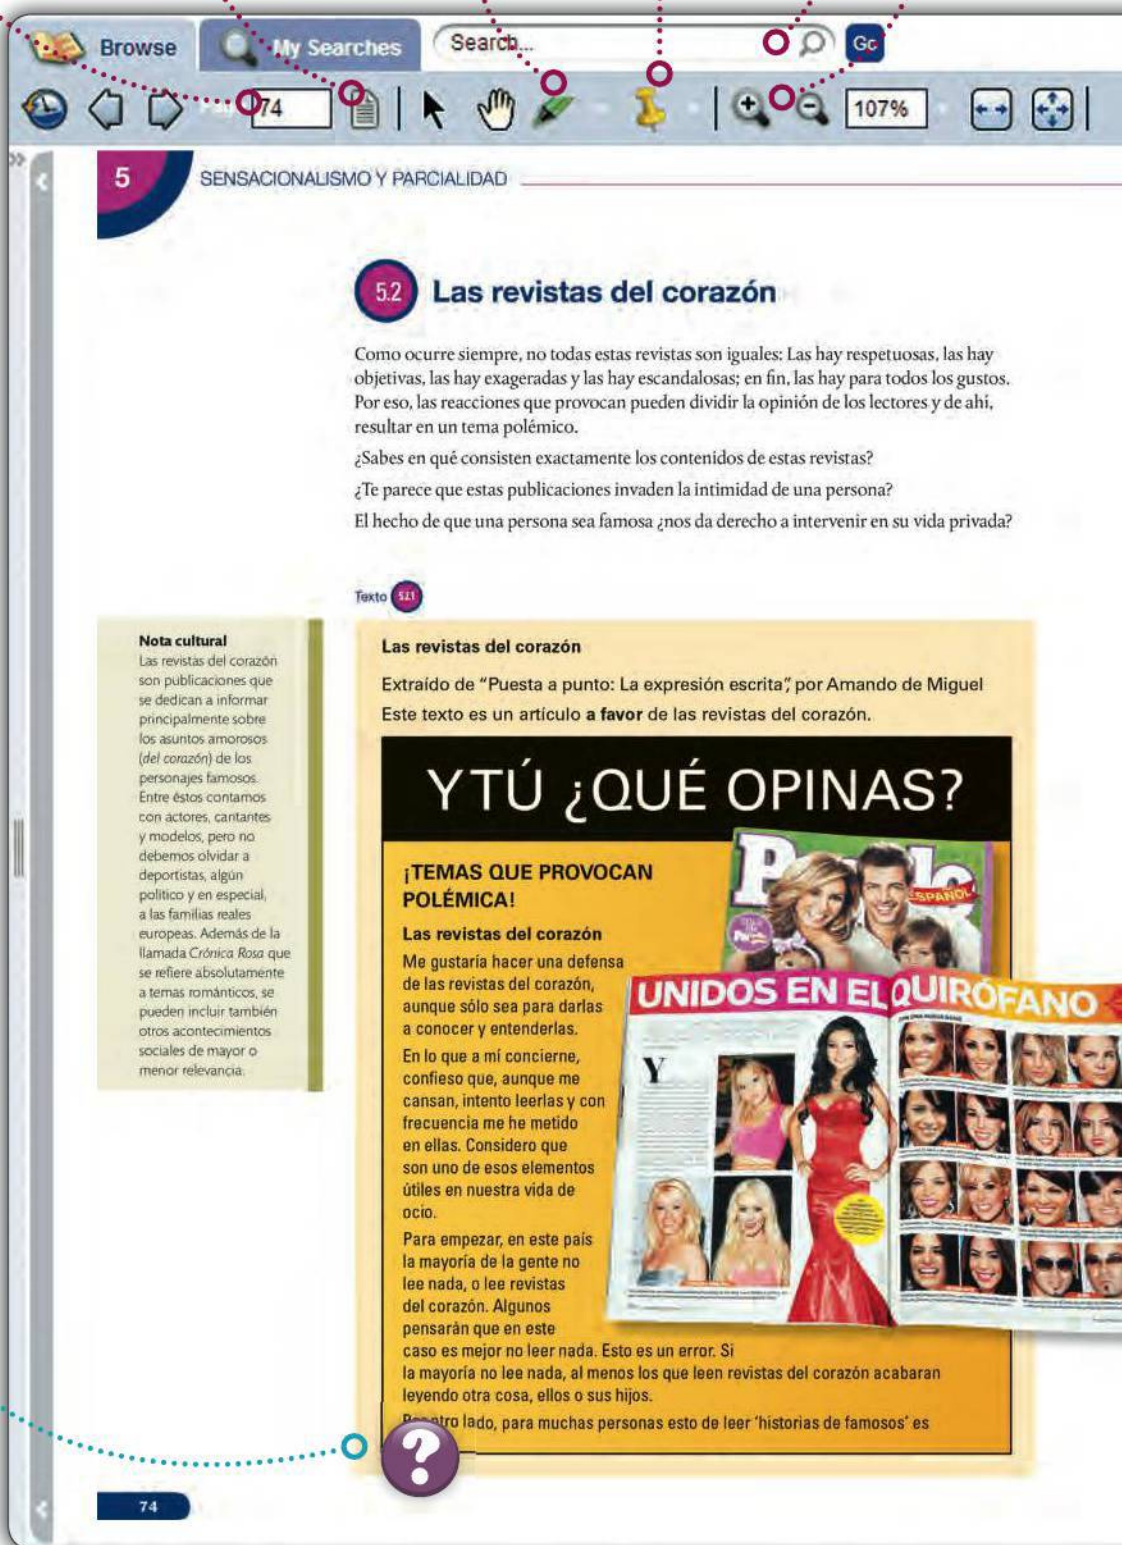 Browse
My Searches
Search...
Go
74
107%
5
SENSACIONALISMO Y PARCIALIDAD
5.2
Las revistas del corazón
Como ocurre siempre, no todas estas revistas son iguales: Las hay respetuosas, las hay
objetivas, las hay exageradas y las hay escandalosas; en fin, las hay para todos los gustos.
Por eso, las reacciones que provocan pueden dividir la opinión de los lectores y de ahí,
resultar en un tema polémico.
¿Sabes en qué consisten exactamente los contenidos de estas revistas?
¿Te parece que estas publicaciones invaden la intimidad de una persona?
El hecho de que una persona sea famosa ¿nos da derecho a intervenir en su vida privada?
Texto 5.2.1
Nota cultural
Las revistas del corazón
son publicaciones que
se dedican a informar
principalmente sobre
los asuntos amorosos
(del corazón) de los
personajes famosos.
Entre éstos contamos
con actores, cantantes
y modelos, pero no
debemos olvidar a
deportistas, algún
político y en especial,
a las familias reales
europeas. Además de la
llamada Crónica Rosa que
se refiere absolutamente
a temas románticos, se
pueden incluir también
otros acontecimientos
sociales de mayor o
menor relevancia.
Las revistas del corazón
Extraído de “Puesta a punto: La expresión escrita”, por Amando de Miguel
Este texto es un artículo a favor de las revistas del corazón.
Y TÚ ¿QUÉ OPINAS?
¡TEMAS QUE PROVOCAN
POLÉMICA!
Las revistas del corazón
Me gustaría hacer una defensa
de las revistas del corazón,
aunque sólo sea para darlas
a conocer y entenderlas.
En lo que a mí concierne,
confieso que, aunque me
cansan, intento leerlas y con
frecuencia me he metido
en ellas. Considero que
son uno de esos elementos
útiles en nuestra vida de
ocio.
Para empezar, en este país
la mayoría de la gente no
lee nada, o lee revistas
del corazón. Algunos
pensarán que en este
caso es mejor no leer nada. Esto es un error. Si
la mayoría no lee nada, al menos los que leen revistas del corazón acabaran
leyendo otra cosa, ellos o sus hijos.
Por otro lado, para muchas personas esto de leer ‘historias de famosos’ es
ESPAÑOL
UNIDOS EN EL QUIRÓFANO
Y
?
74